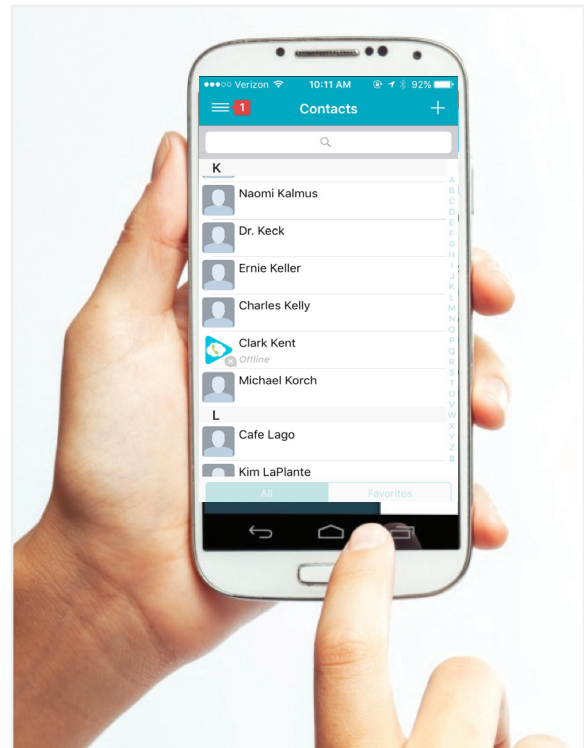 Verizon 10:11 AM 92%
1 Contacts
K
Naomi Kalmus
Dr. Keck
Ernie Keller
Charles Kelly
Clark Kent
Offline
Michael Korch
L
Cafe Lago
Kim LaPlante
All Favorites
A
B
C
D
E
F
G
H
I
J
K
L
M
N
O
P
Q
R
S
T
U
V
W
X
Y
Z
#